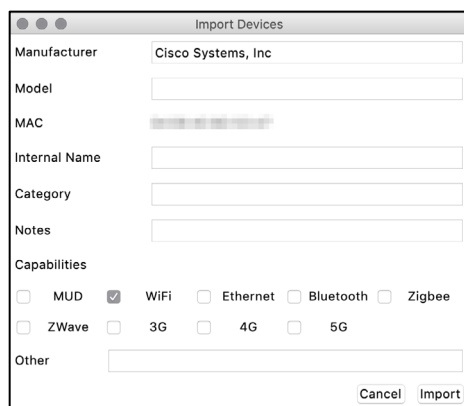 Import Devices
Manufacturer Cisco Systems, Inc
Model
MAC
Internal Name
Category
Notes
Capabilities
MUD WiFi Ethernet Bluetooth Zigbee
ZWave 3G 4G 5G
Other
Cancel Import